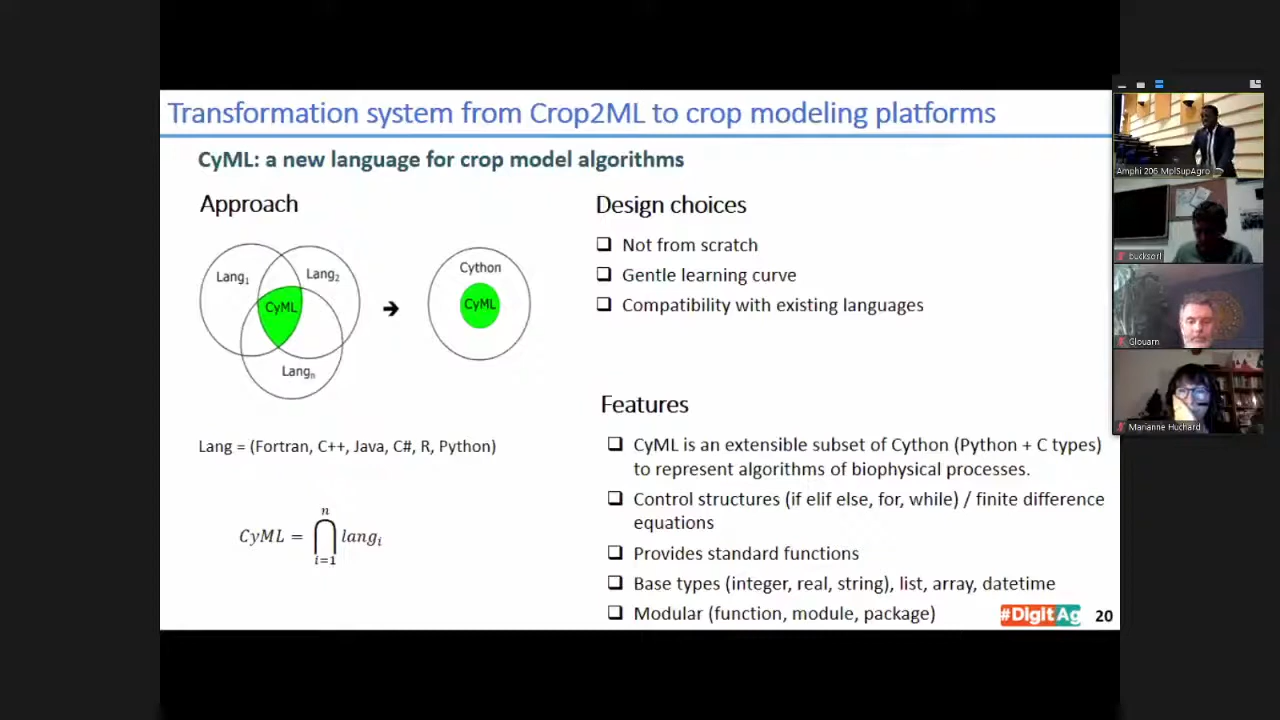 Transformation system from Crop2ML to crop modeling platforms
CyML: a new language for crop model algorithms
Approach
Lang1
Lang2
CyML
Langn
Cython
CyML
Lang = (Fortran, C++, Java, C#, R, Python)
CyML = ⋂ i=1 n lang i
Design choices
Not from scratch
Gentle learning curve
Compatibility with existing languages
Features
CyML is an extensible subset of Cython (Python + C types)
to represent algorithms of biophysical processes.
Control structures (if elif else, for, while) / finite difference
equations
Provides standard functions
Base types (integer, real, string), list, array, datetime
Modular (function, module, package)
#DigitAg
20
Amphi 206 MplSupAgro
bucksorl
Glouarn
Marianne Huchard